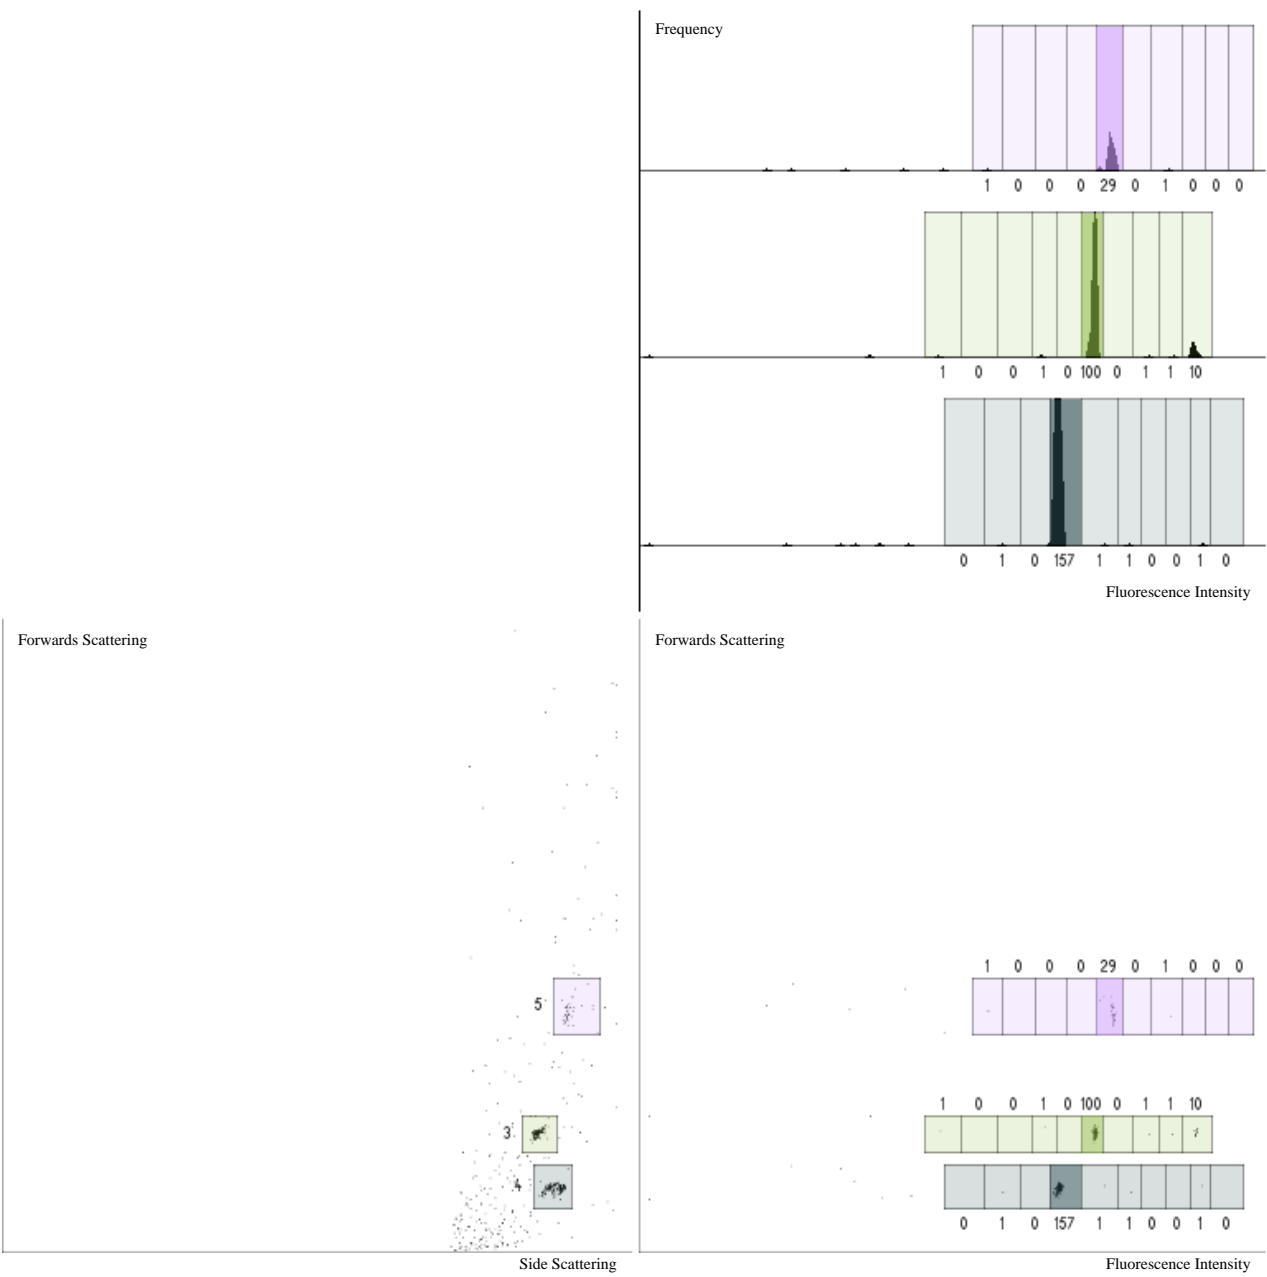 Frequency
1 0 0 0 29 0 1 0 0 0
1 0 0 1 0 100 0 1 1 10
0 1 0 157 1 1 0 0 1 0
Fluorescence Intensity
Forwards Scattering
Forwards Scattering
1 0 0 0 29 0 1 0 0 0
5
1 0 0 1 0 100 0 1 1 10
3
4
0 1 0 157 1 1 0 0 1 0
Side Scattering
Fluorescence Intensity